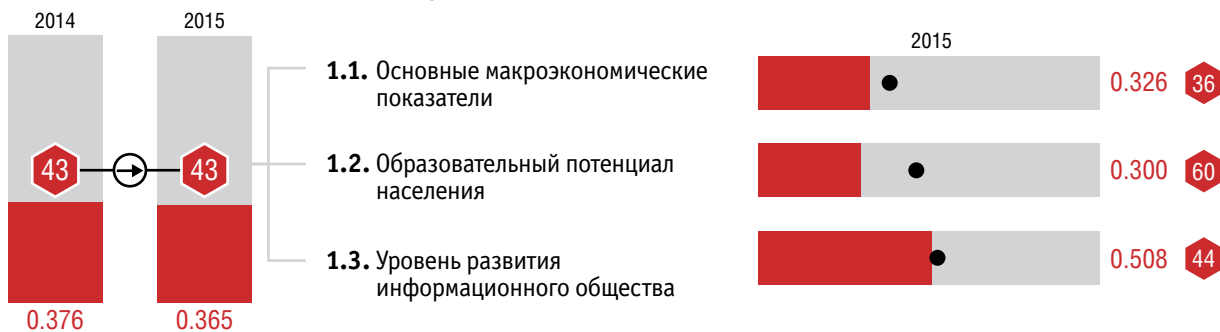 2014
2015
43
43
0.376
0.365
1.1. Основные макроэкономические
показатели
1.2. Образовательный потенциал
населения
1.3. Уровень развития
информационного общества
2015
0.326
36
0.300
60
0.508
44